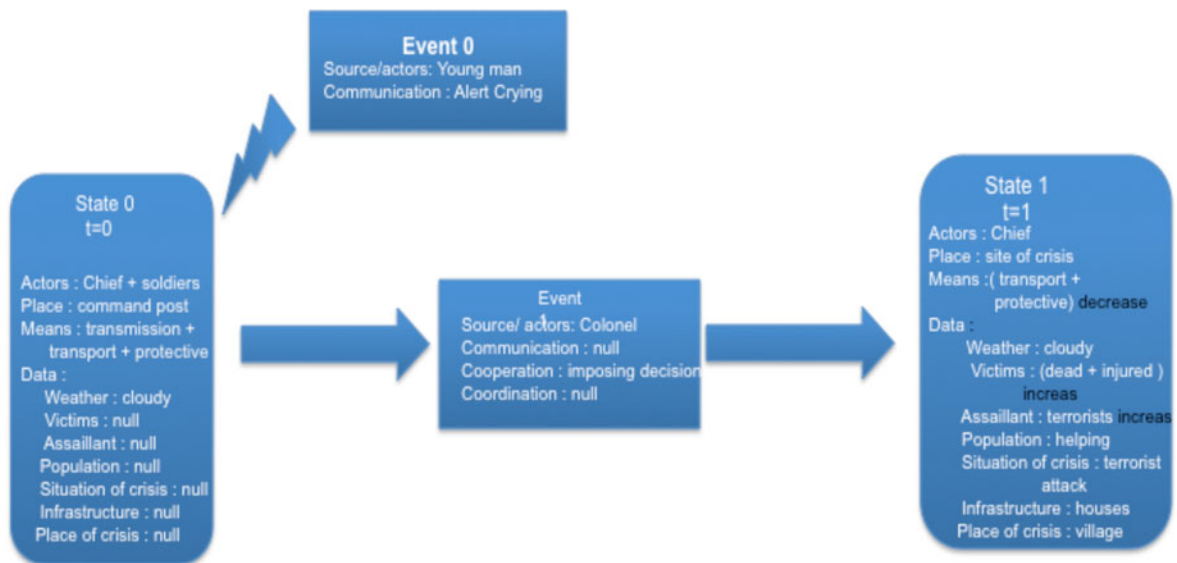 Event 0
Source/actors: Young man
Communication : Alert Crying
State 0
t=0
Actors : Chief + soldiers
Place : command post
Means : transmission +
transport + protective
Data :
Weather : cloudy
Victims : null
Assaillant : null
Population : null
Situation of crisis : null
Infrastructure : null
Place of crisis : null
Event
1
Source/ actors: Colonel
Communication : null
Cooperation : imposing decision
Coordination : null
State 1
t=1
Actors : Chief
Place : site of crisis
Means :( transport +
protective) decrease
Data :
Weather : cloudy
Victims : (dead + injured )
increas
Assaillant : terrorists increas
Population : helping
Situation of crisis : terrorist
attack
Infrastructure : houses
Place of crisis : village